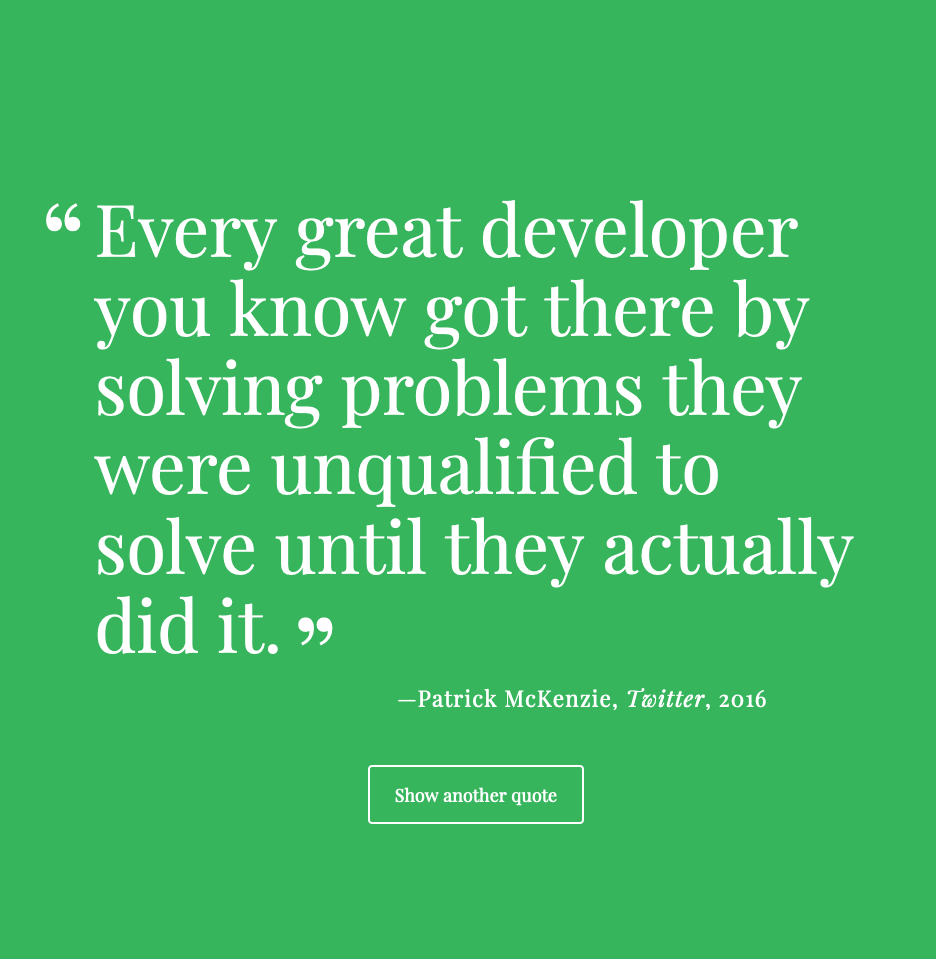 “ Every great developer
you know got there by
solving problems they
were unqualified to
solve until they actually
did it. ”
—Patrick McKenzie, Twitter, 2016
Show another quote